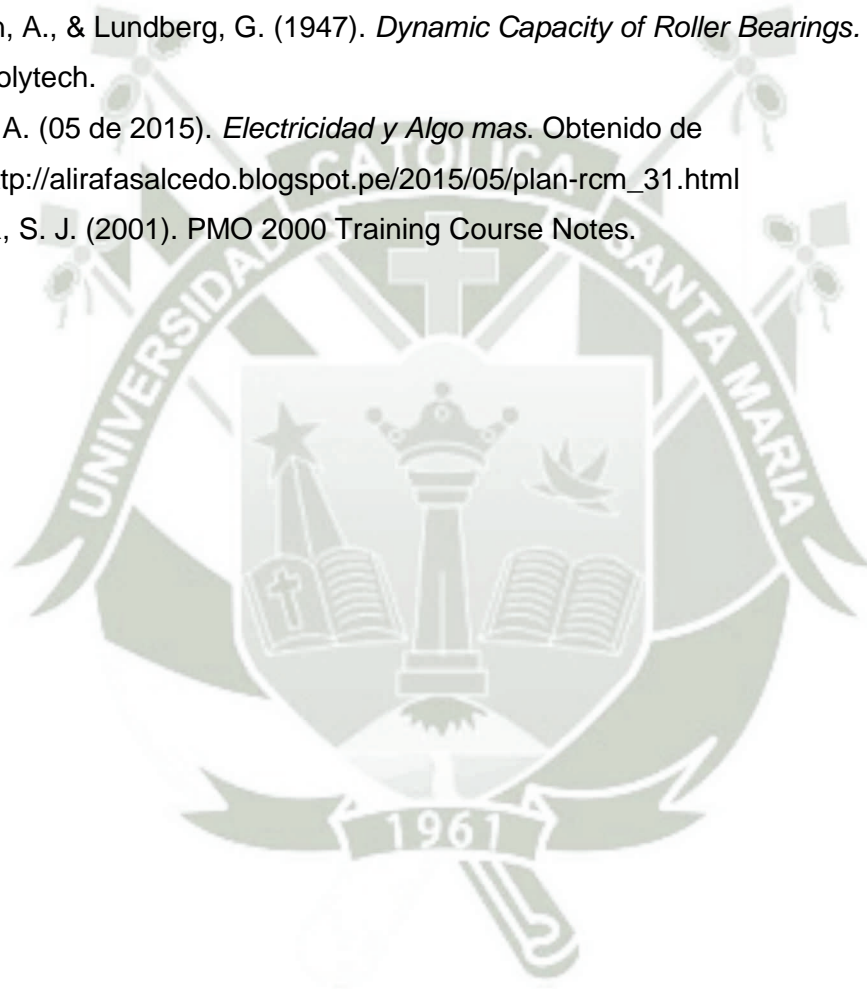 , A., & Lundberg, G. (1947). Dynamic Capacity of Roller Bearings.
olytech.
A. (05 de 2015). Electricidad y Algo mas. Obtenido de
tp://alirafasalcedo.blogspot.pe/2015/05/plan-rcm_31.html
, S. J. (2001). PMO 2000 Training Course Notes.
UNIVERSIDAD CATOLICA SANTA MARIA
1961